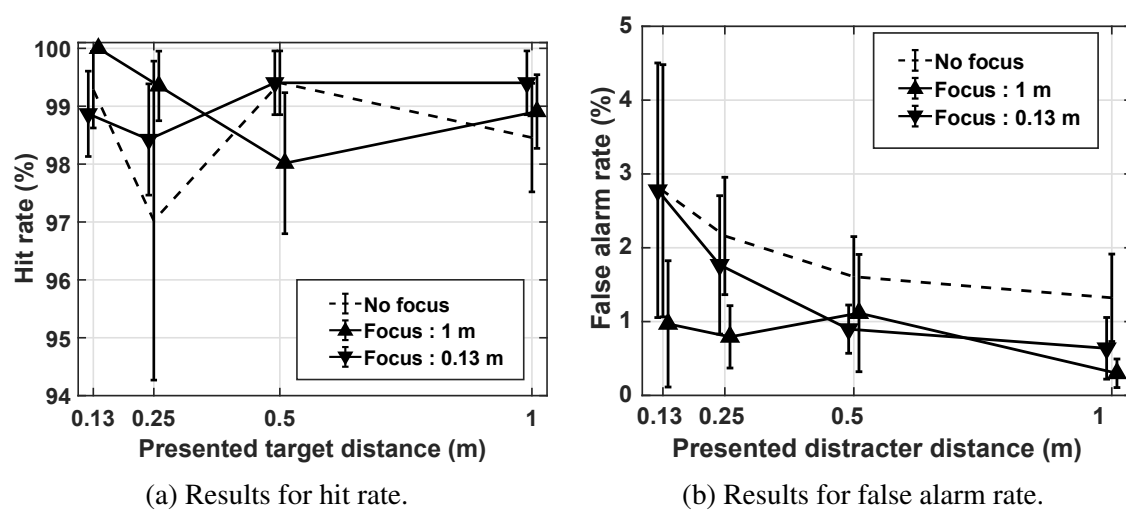 100
99
98
97
96
95
94
Hit rate (%)
No focus
Focus : 1 m
Focus : 0.13 m
0.13 0.25 0.5 1
Presented target distance (m)
(a) Results for hit rate.
5
4
3
2
1
0
False alarm rate (%)
No focus
Focus : 1 m
Focus : 0.13 m
0.13 0.25 0.5 1
Presented distracter distance (m)
(b) Results for false alarm rate.